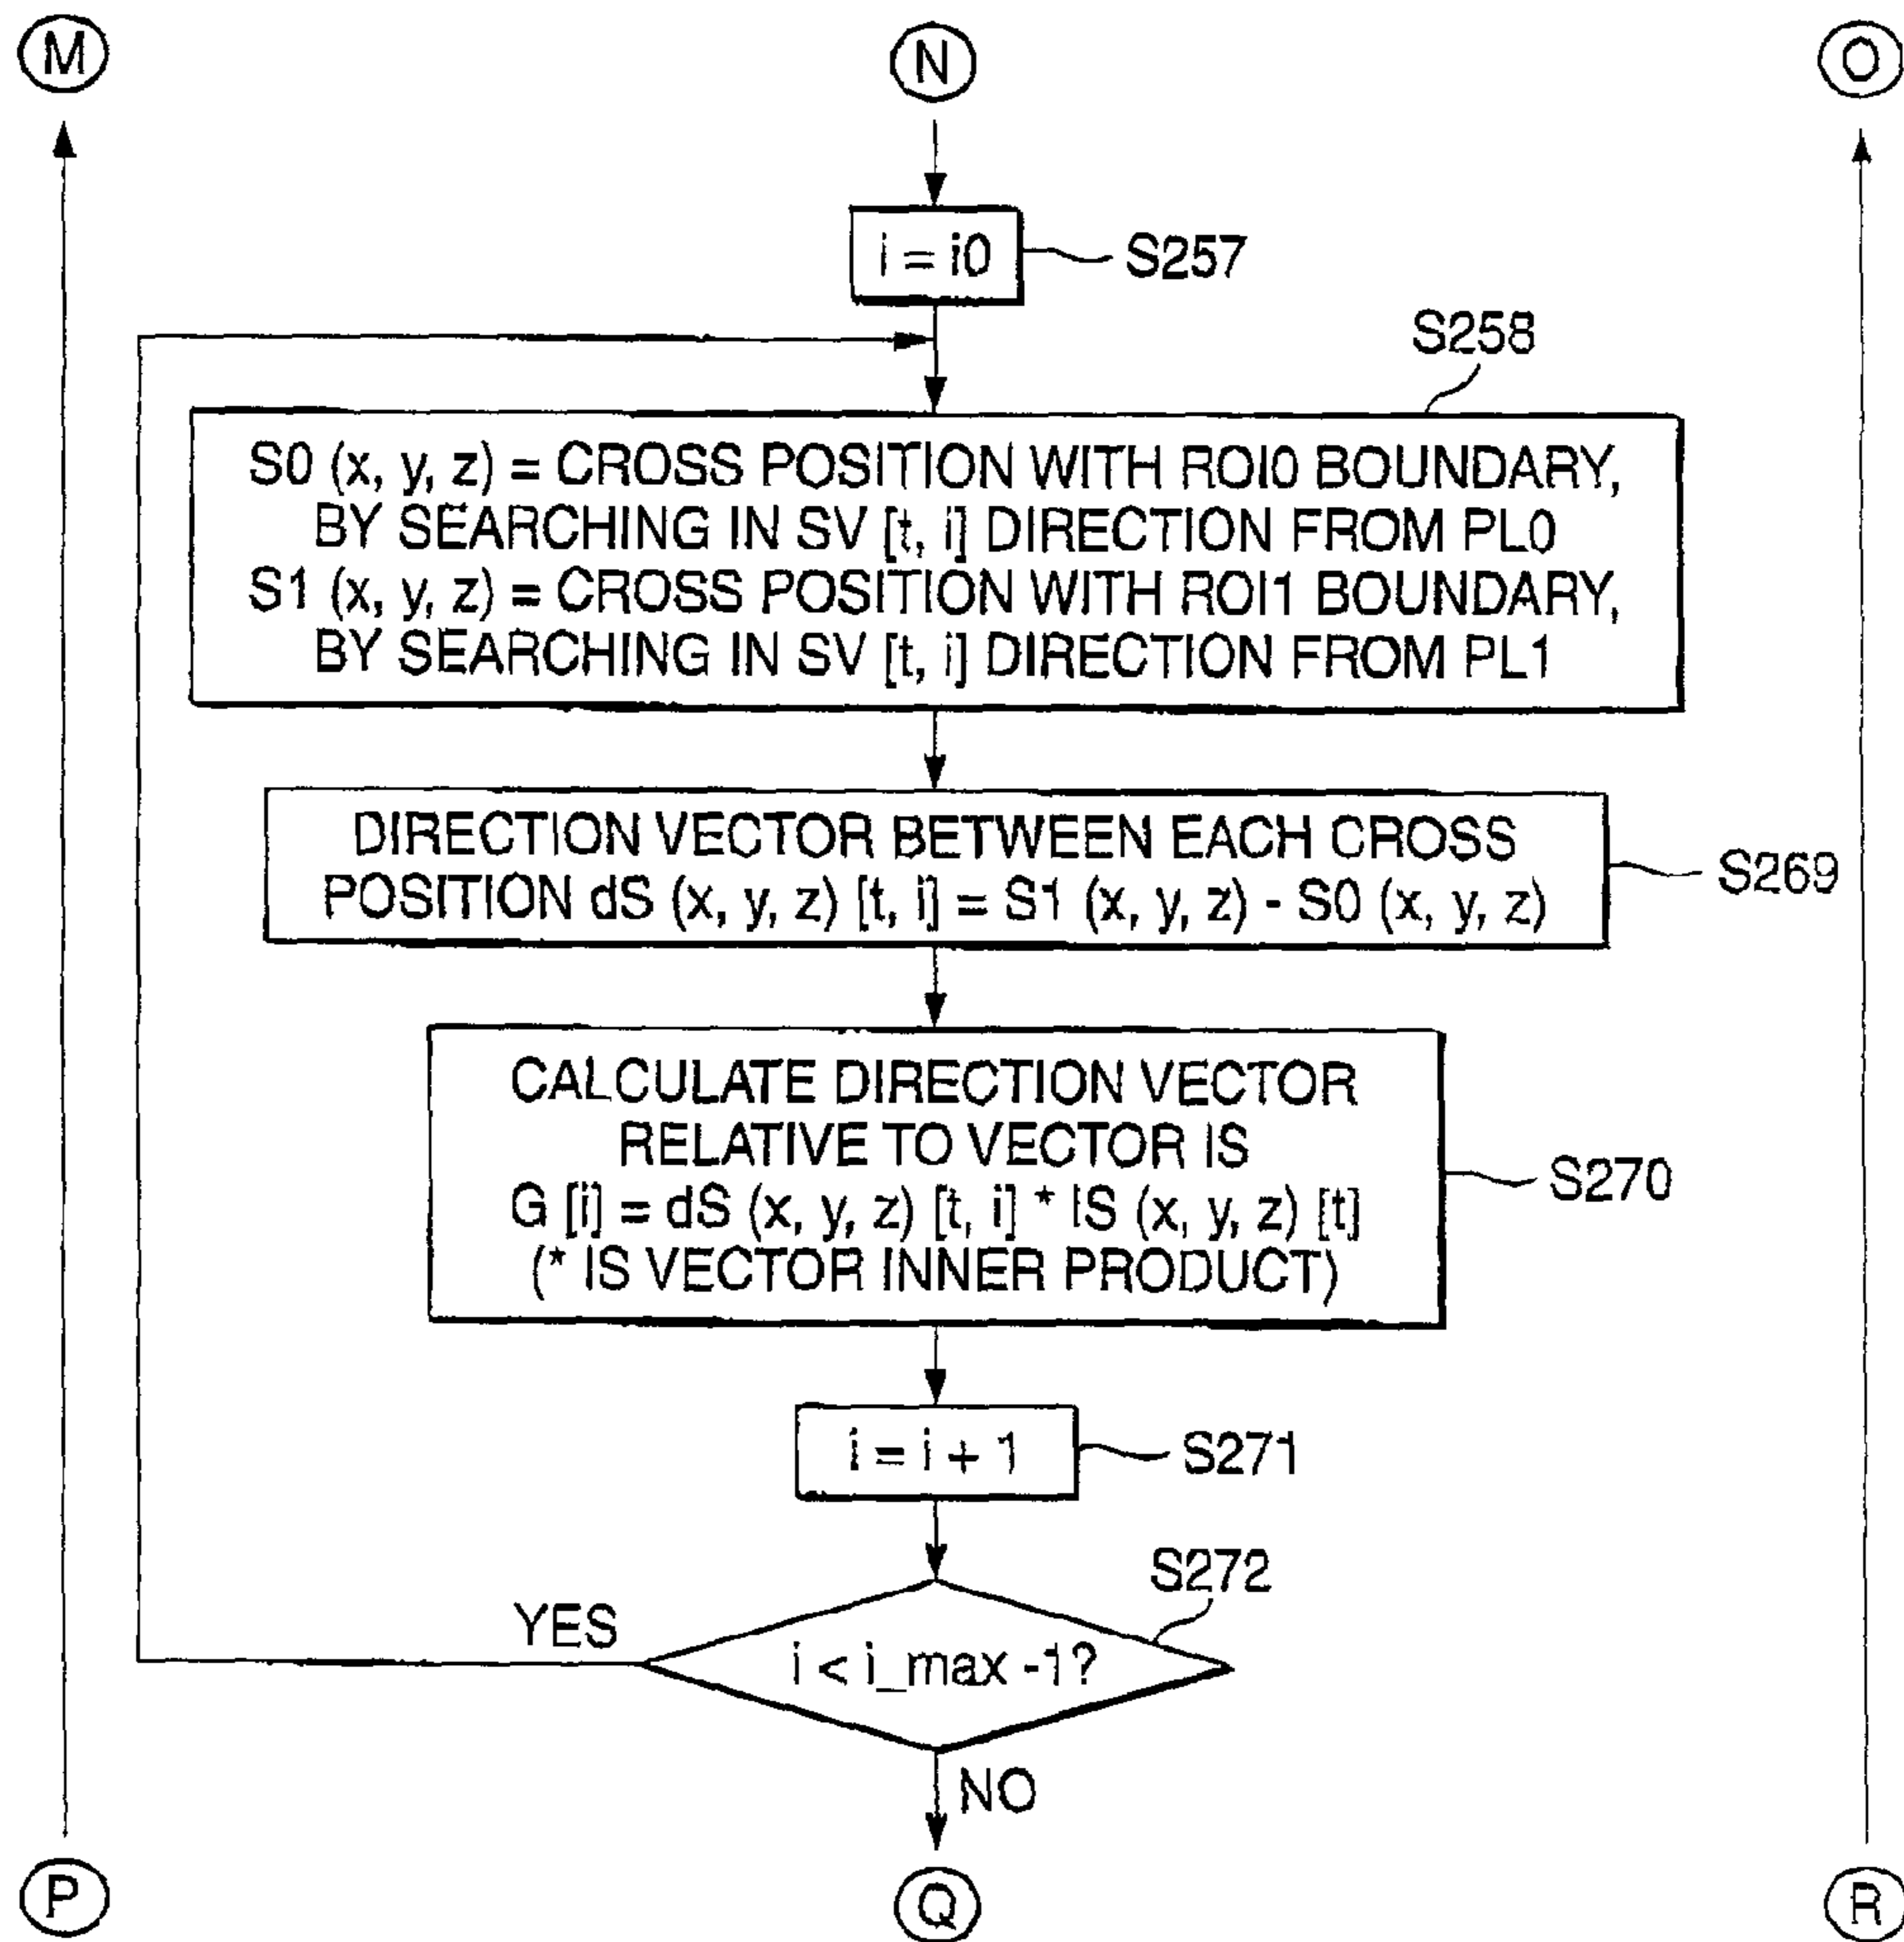 M
N
O
i = i0
S257
S258
S0 (x, y, z) = CROSS POSITION WITH ROI0 BOUNDARY,
BY SEARCHING IN SV [t, i] DIRECTION FROM PL0
S1 (x, y, z) = CROSS POSITION WITH ROI1 BOUNDARY,
BY SEARCHING IN SV [t, i] DIRECTION FROM PL1
DIRECTION VECTOR BETWEEN EACH CROSS
POSITION dS (x, y, z) [t, i] = S1 (x, y, z) - S0 (x, y, z)
S269
CALCULATE DIRECTION VECTOR
RELATIVE TO VECTOR IS
G [i] = dS (x, y, z) [t, i] * IS (x, y, z) [t]
(* IS VECTOR INNER PRODUCT)
S270
i = i + 1
S271
S272
YES
i < i_max -1?
NO
P
Q
R